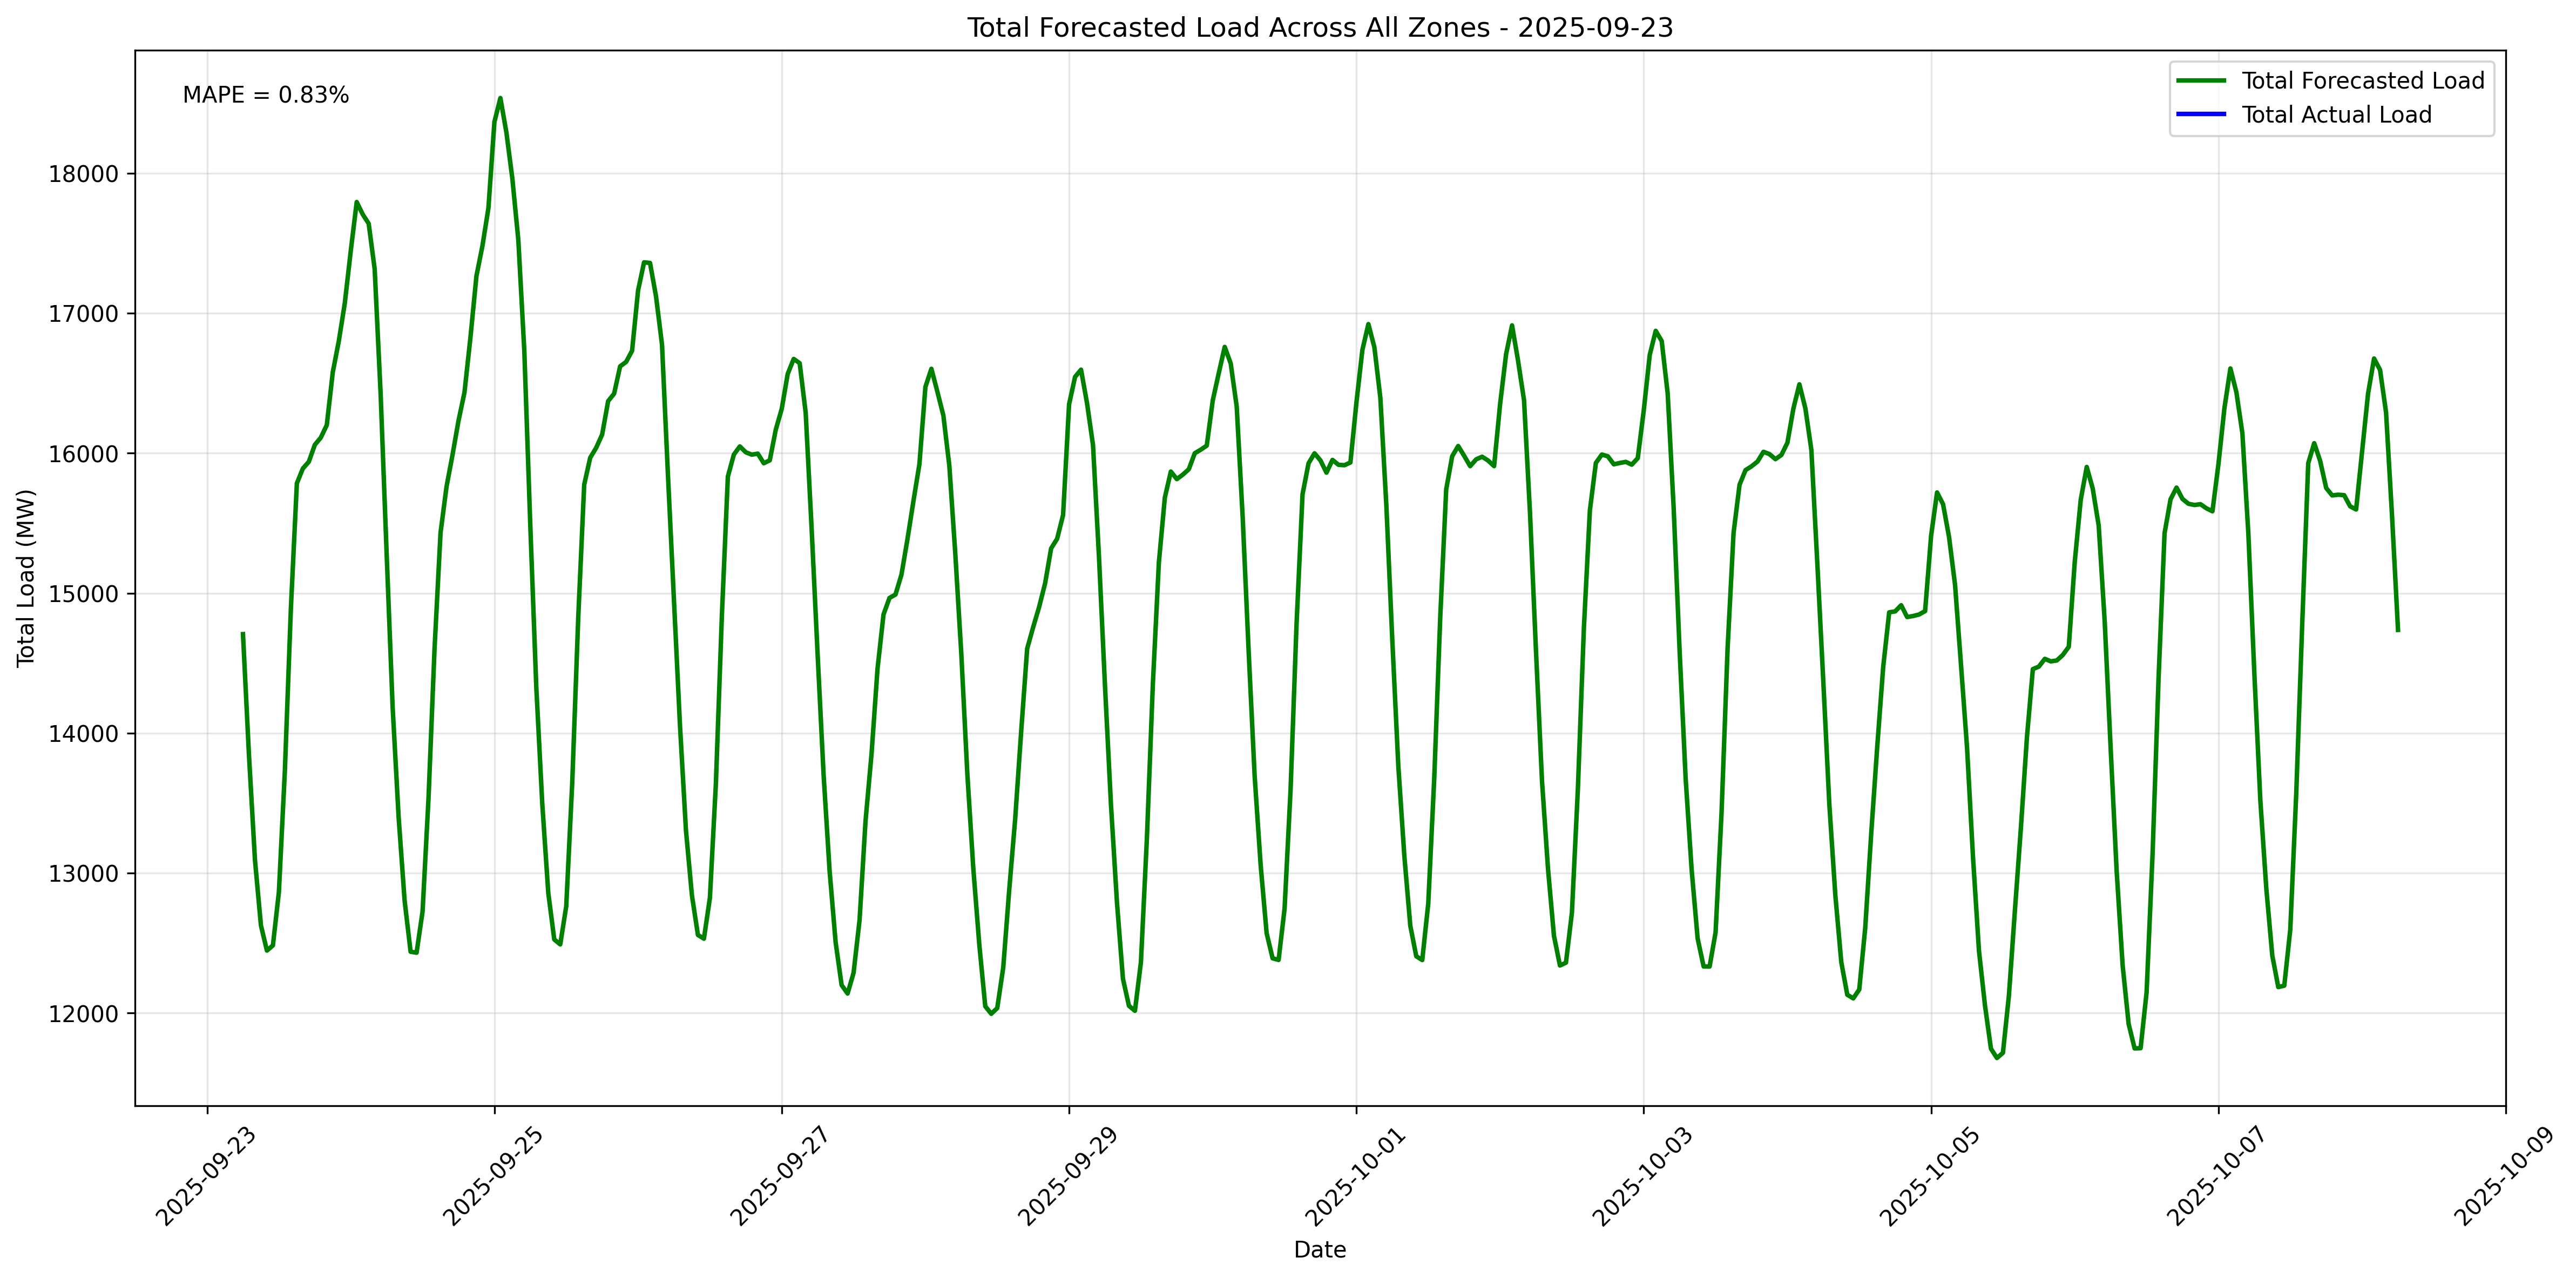 Total Forecasted Load Across All Zones - 2025-09-23
MAPE = 0.83%
Total Forecasted Load
Total Actual Load
Total Load (MW)
18000
17000
16000
15000
14000
13000
12000
2025-09-23
2025-09-25
2025-09-27
2025-09-29
2025-10-01
2025-10-03
2025-10-05
2025-10-07
2025-10-09
Date